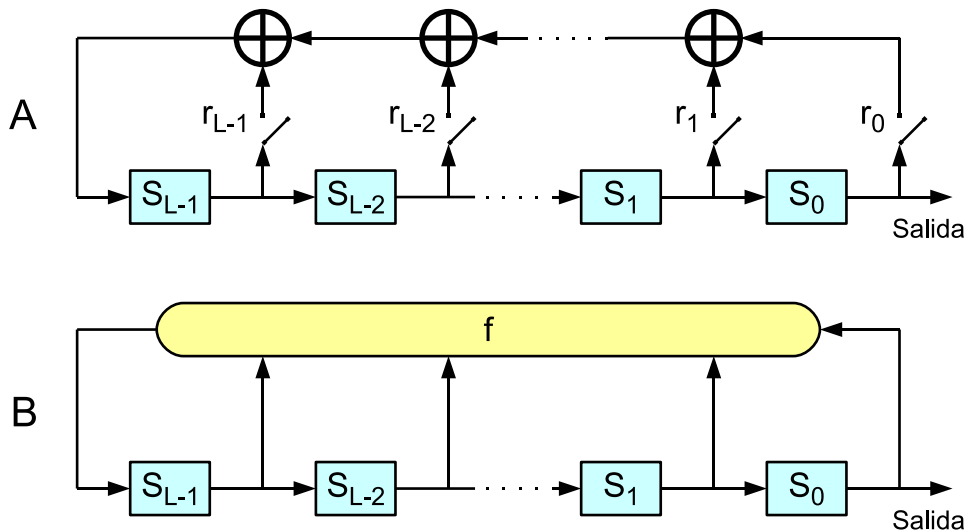 A
r_{L-1}
r_{L-2}
r_1
r_0
S_{L-1}
S_{L-2}
S_1
S_0
Salida
B
f
S_{L-1}
S_{L-2}
S_1
S_0
Salida